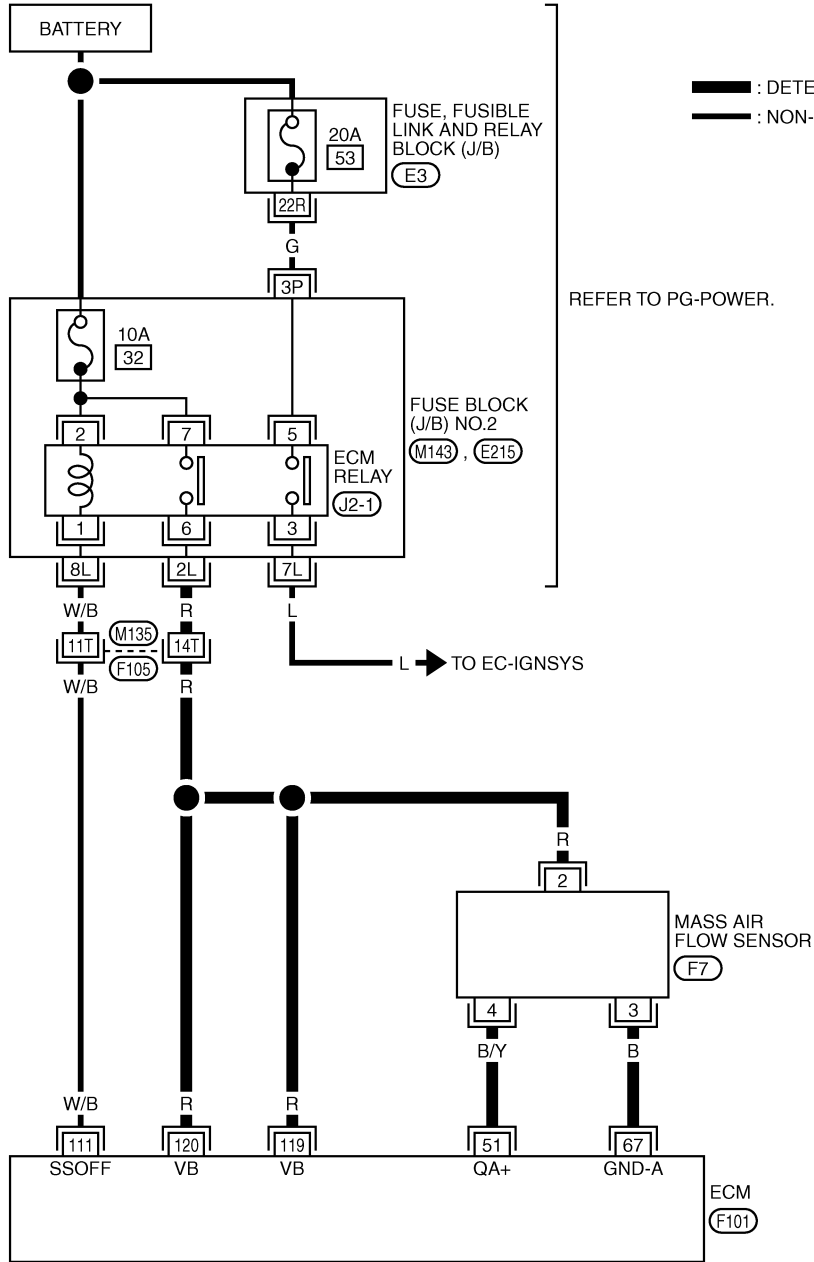 BATTERY
: DETE
: NON-
FUSE, FUSIBLE
LINK AND RELAY
BLOCK (J/B)
E3
20A
53
22R
G
3P
REFER TO PG-POWER.
10A
32
FUSE BLOCK
(J/B) NO.2
M143 , E215
2 7 5
ECM
RELAY
J2-1
1 6 3
8L 2L 7L
W/B R L
11T M135 14T
F105
L TO EC-IGNSYS
W/B R
R
2
MASS AIR
FLOW SENSOR
F7
4 3
B/Y B
W/B R R
111 120 119 51 67
SSOFF VB VB QA+ GND-A
ECM
F101